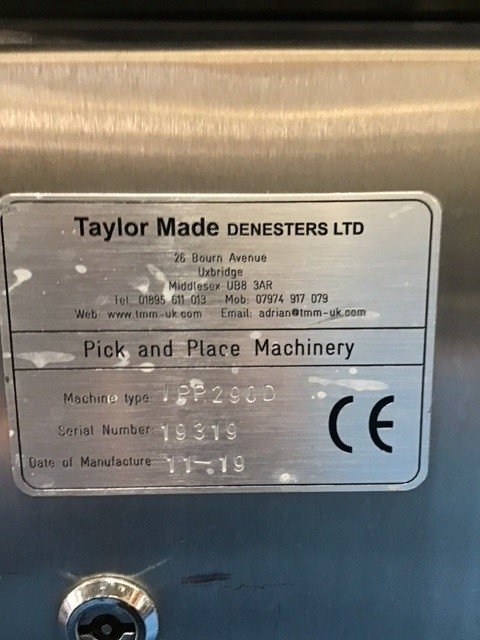 Taylor Made DENESTERS LTD
26 Bourn Avenue
Uxbridge
Middlesex UB8 3AR
Tel: 01895 611 013 Mob: 07974 917 079
Web: www.tmm-uk.com Email: adrian@tmm-uk.com
Pick and Place Machinery
Machine type:
Serial Number: 19319
Date of Manufacture: 11-19
CE